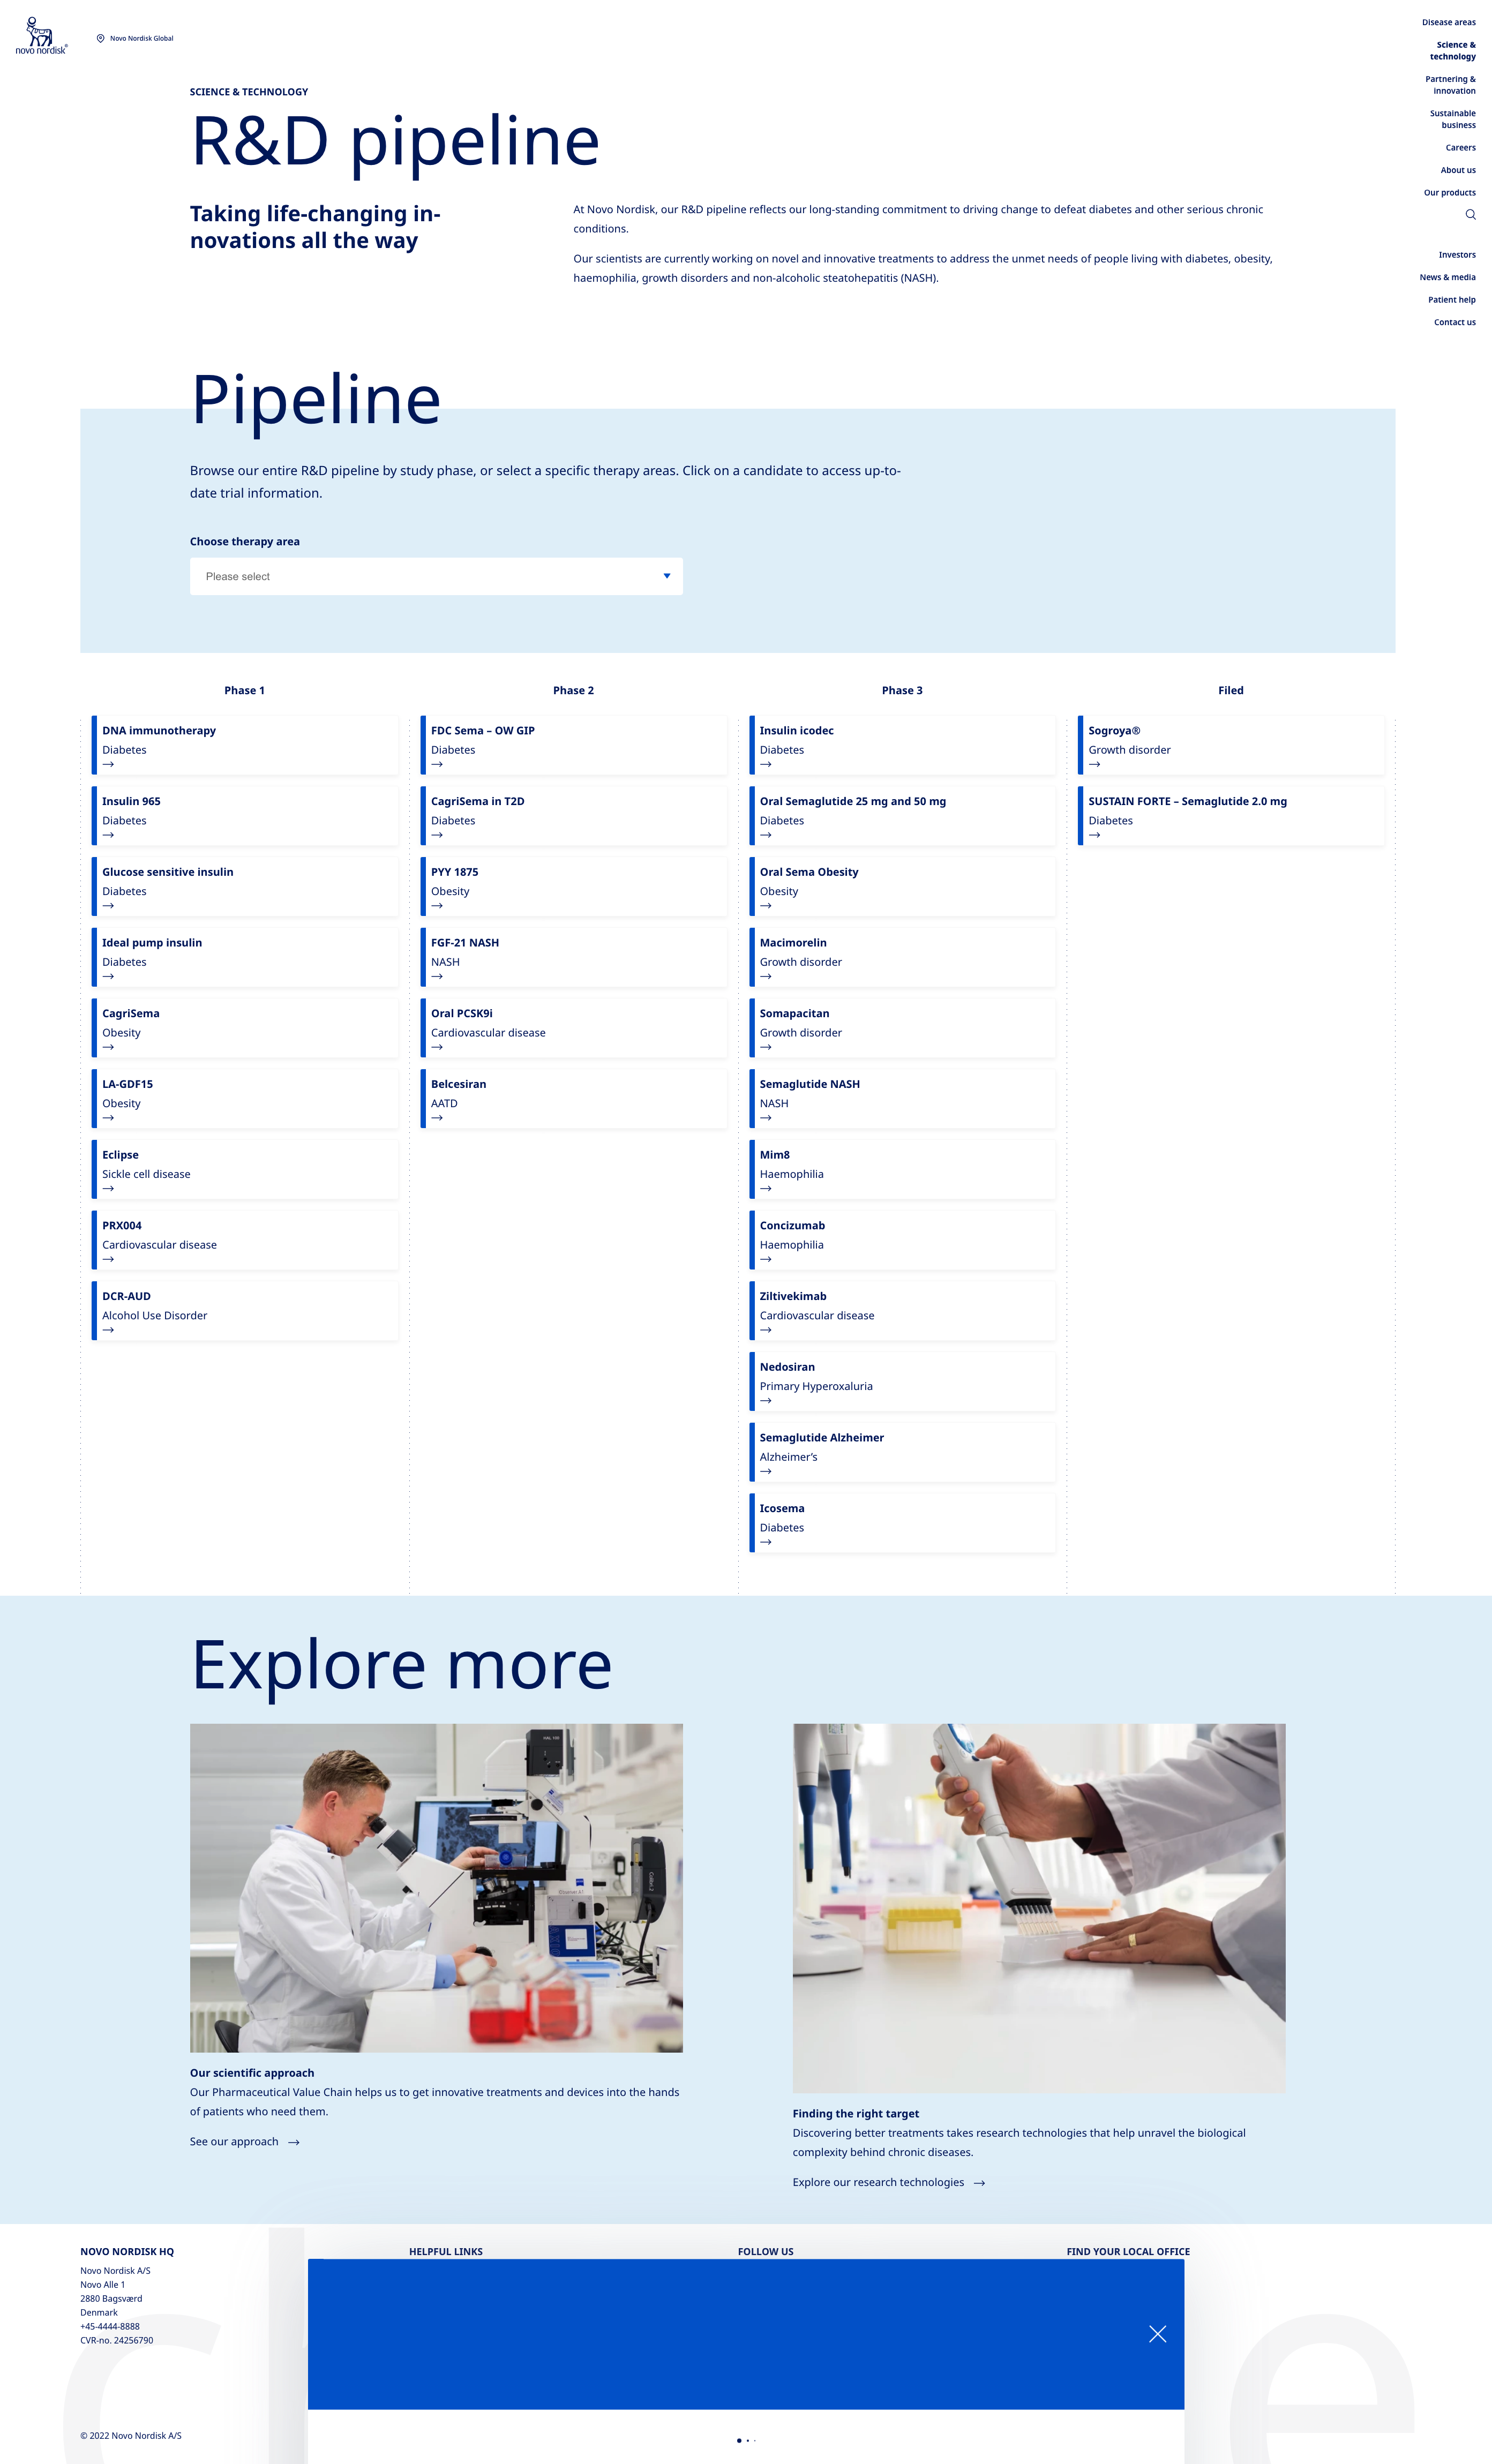 novo nordisk®
Novo Nordisk Global
Disease areas
Science &
technology
Partnering &
innovation
Sustainable
business
Careers
About us
Our products
Investors
News & media
Patient help
Contact us
SCIENCE & TECHNOLOGY
R&D pipeline
Taking life-changing in-
novations all the way
At Novo Nordisk, our R&D pipeline reflects our long-standing commitment to driving change to defeat diabetes and other serious chronic
conditions.
Our scientists are currently working on novel and innovative treatments to address the unmet needs of people living with diabetes, obesity,
haemophilia, growth disorders and non-alcoholic steatohepatitis (NASH).
Pipeline
Browse our entire R&D pipeline by study phase, or select a specific therapy areas. Click on a candidate to access up-to-
date trial information.
Choose therapy area
Please select
Phase 1
DNA immunotherapy
Diabetes
Insulin 965
Diabetes
Glucose sensitive insulin
Diabetes
Ideal pump insulin
Diabetes
CagriSema
Obesity
LA-GDF15
Obesity
Eclipse
Sickle cell disease
PRX004
Cardiovascular disease
DCR-AUD
Alcohol Use Disorder
Phase 2
FDC Sema – OW GIP
Diabetes
CagriSema in T2D
Diabetes
PYY 1875
Obesity
FGF-21 NASH
NASH
Oral PCSK9i
Cardiovascular disease
Belcesiran
AATD
Phase 3
Insulin icodec
Diabetes
Oral Semaglutide 25 mg and 50 mg
Diabetes
Oral Sema Obesity
Obesity
Macimorelin
Growth disorder
Somapacitan
Growth disorder
Semaglutide NASH
NASH
Mim8
Haemophilia
Concizumab
Haemophilia
Ziltivekimab
Cardiovascular disease
Nedosiran
Primary Hyperoxaluria
Semaglutide Alzheimer
Alzheimer’s
Icosema
Diabetes
Filed
Sogroya®
Growth disorder
SUSTAIN FORTE – Semaglutide 2.0 mg
Diabetes
Explore more
Our scientific approach
Our Pharmaceutical Value Chain helps us to get innovative treatments and devices into the hands
of patients who need them.
See our approach
Finding the right target
Discovering better treatments takes research technologies that help unravel the biological
complexity behind chronic diseases.
Explore our research technologies
NOVO NORDISK HQ
Novo Nordisk A/S
Novo Alle 1
2880 Bagsværd
Denmark
+45-4444-8888
CVR-no. 24256790
HELPFUL LINKS
FOLLOW US
FIND YOUR LOCAL OFFICE
© 2022 Novo Nordisk A/S